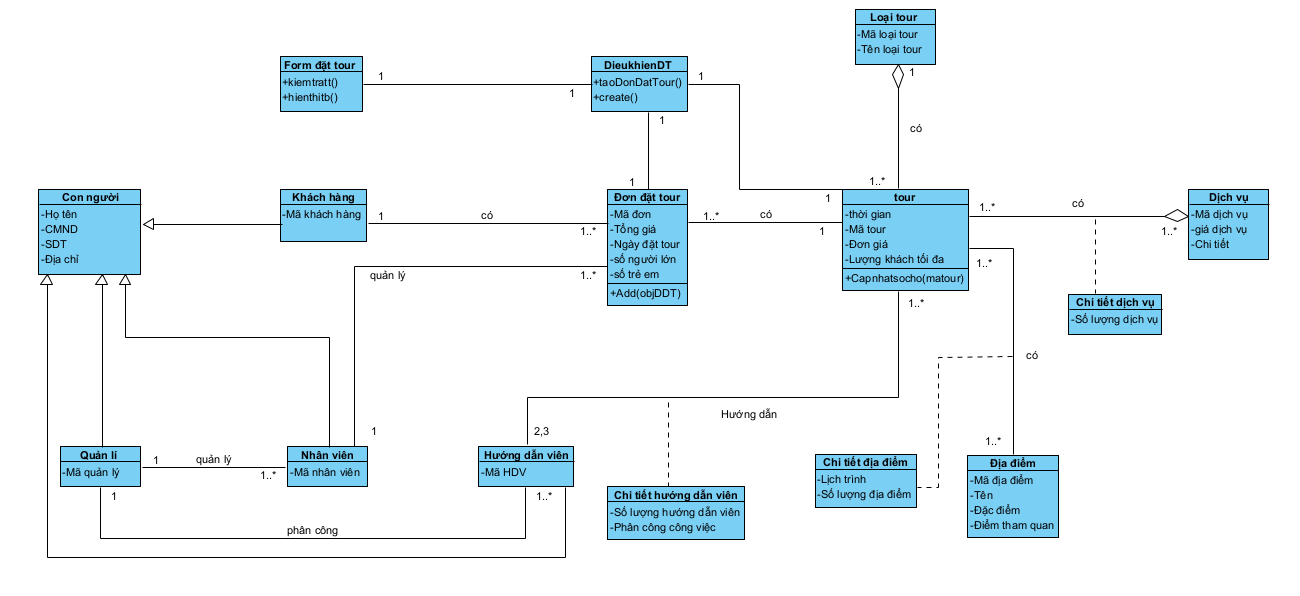 Loại tour
-Mã loại tour
-Tên loại tour
1
có
1..*
Form đặt tour
+kiemtratt()
+hienthitb()
1
1
DieukhienDT
+taoDonDatTour()
+create()
1
1
1
1
Con người
-Họ tên
-CMND
-SDT
-Địa chỉ
Khách hàng
-Mã khách hàng
1
có
1..*
Đơn đặt tour
-Mã đơn
-Tổng giá
-Ngày đặt tour
-số người lớn
-số trẻ em
+Add(objDDT)
1..*
có
1
tour
-thời gian
-Mã tour
-Đơn giá
-Lượng khách tối đa
+Capnhatsocho(matour)
1..*
có
1..*
Dịch vụ
-Mã dịch vụ
-giá dịch vụ
-Chi tiết
quản lý
1..*
1
1..*
1..*
Chi tiết dịch vụ
-Số lượng dịch vụ
có
1..*
Hướng dẫn
2,3
Quản lí
-Mã quản lý
1
quản lý
1..*
Nhân viên
-Mã nhân viên
Hướng dẫn viên
-Mã HDV
1
1..*
phân công
Chi tiết hướng dẫn viên
-Số lượng hướng dẫn viên
-Phân công công việc
Chi tiết địa điểm
-Lịch trình
-Số lượng địa điểm
Địa điểm
-Mã địa điểm
-Tên
-Đặc điểm
-Điểm tham quan